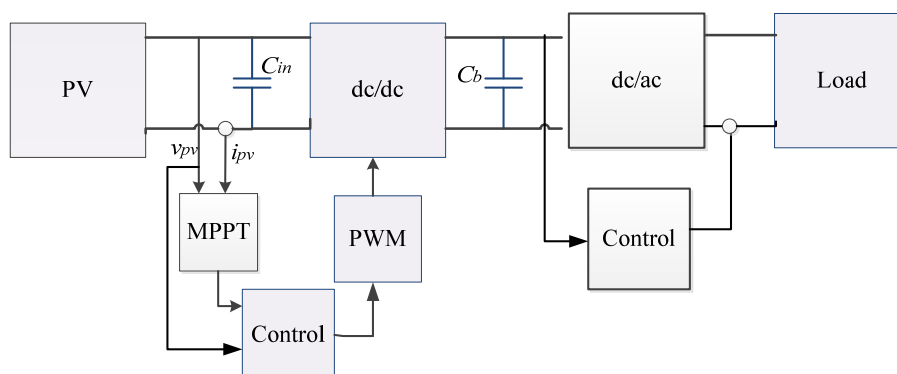 PV
Cin
dc/dc
Cb
dc/ac
Load
vpv
ipv
MPPT
PWM
Control
Control